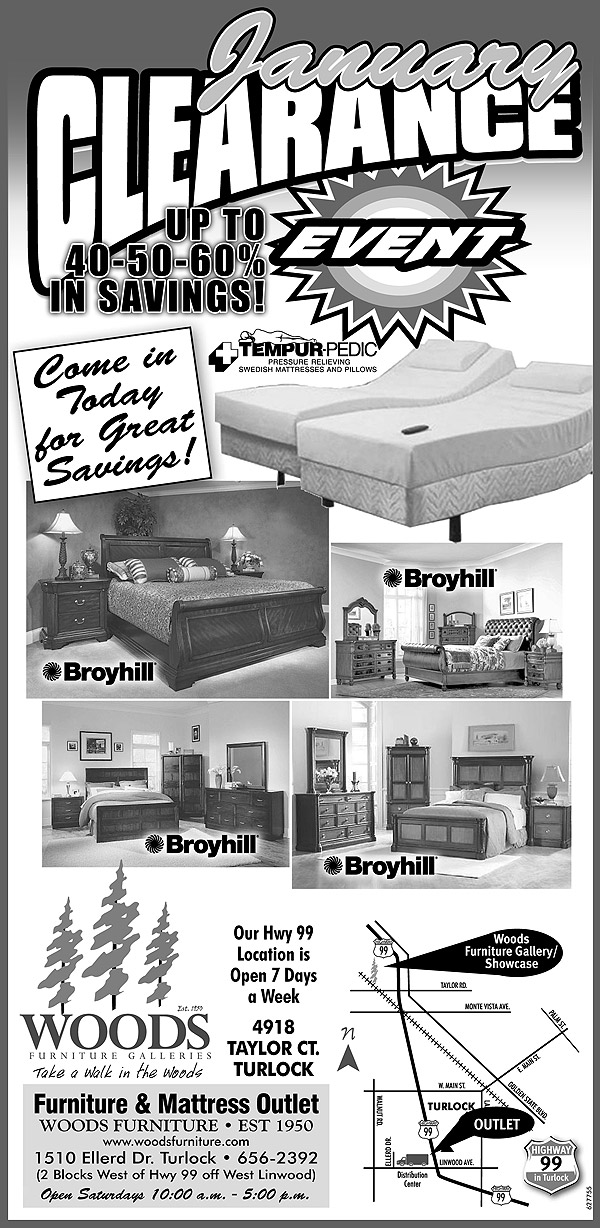 January
CLEARANCE
EVENT
UP TO
40-50-60%
IN SAVINGS!
Come in
Today
for Great
Savings!
TEMPUR-PEDIC
PRESSURE RELIEVING
SWEDISH MATTRESSES AND PILLOWS
Broyhill
Broyhill
Broyhill
Broyhill
Est. 1950
WOODS
FURNITURE GALLERIES
Take a Walk in the Woods
Our Hwy 99
Location is
Open 7 Days
a Week
4918
TAYLOR CT.
TURLOCK
Furniture & Mattress Outlet
WOODS FURNITURE • EST 1950
www.woodsfurniture.com
1510 Ellerd Dr. Turlock • 656-2392
(2 Blocks West of Hwy 99 off West Linwood)
Open Saturdays 10:00 a.m. - 5:00 p.m.
99
Woods
Furniture Gallery/
Showcase
TAYLOR RD.
MONTE VISTA AVE.
PALM ST.
E. MAIN ST.
n
W. MAIN ST.
GOLDEN STATE BLVD
WALNUT RD.
TURLOCK
LA
99
OUTLET
ELLERD DR.
LINWOOD AVE.
Distribution
Center
99
HIGHWAY
99
in Turlock
627755